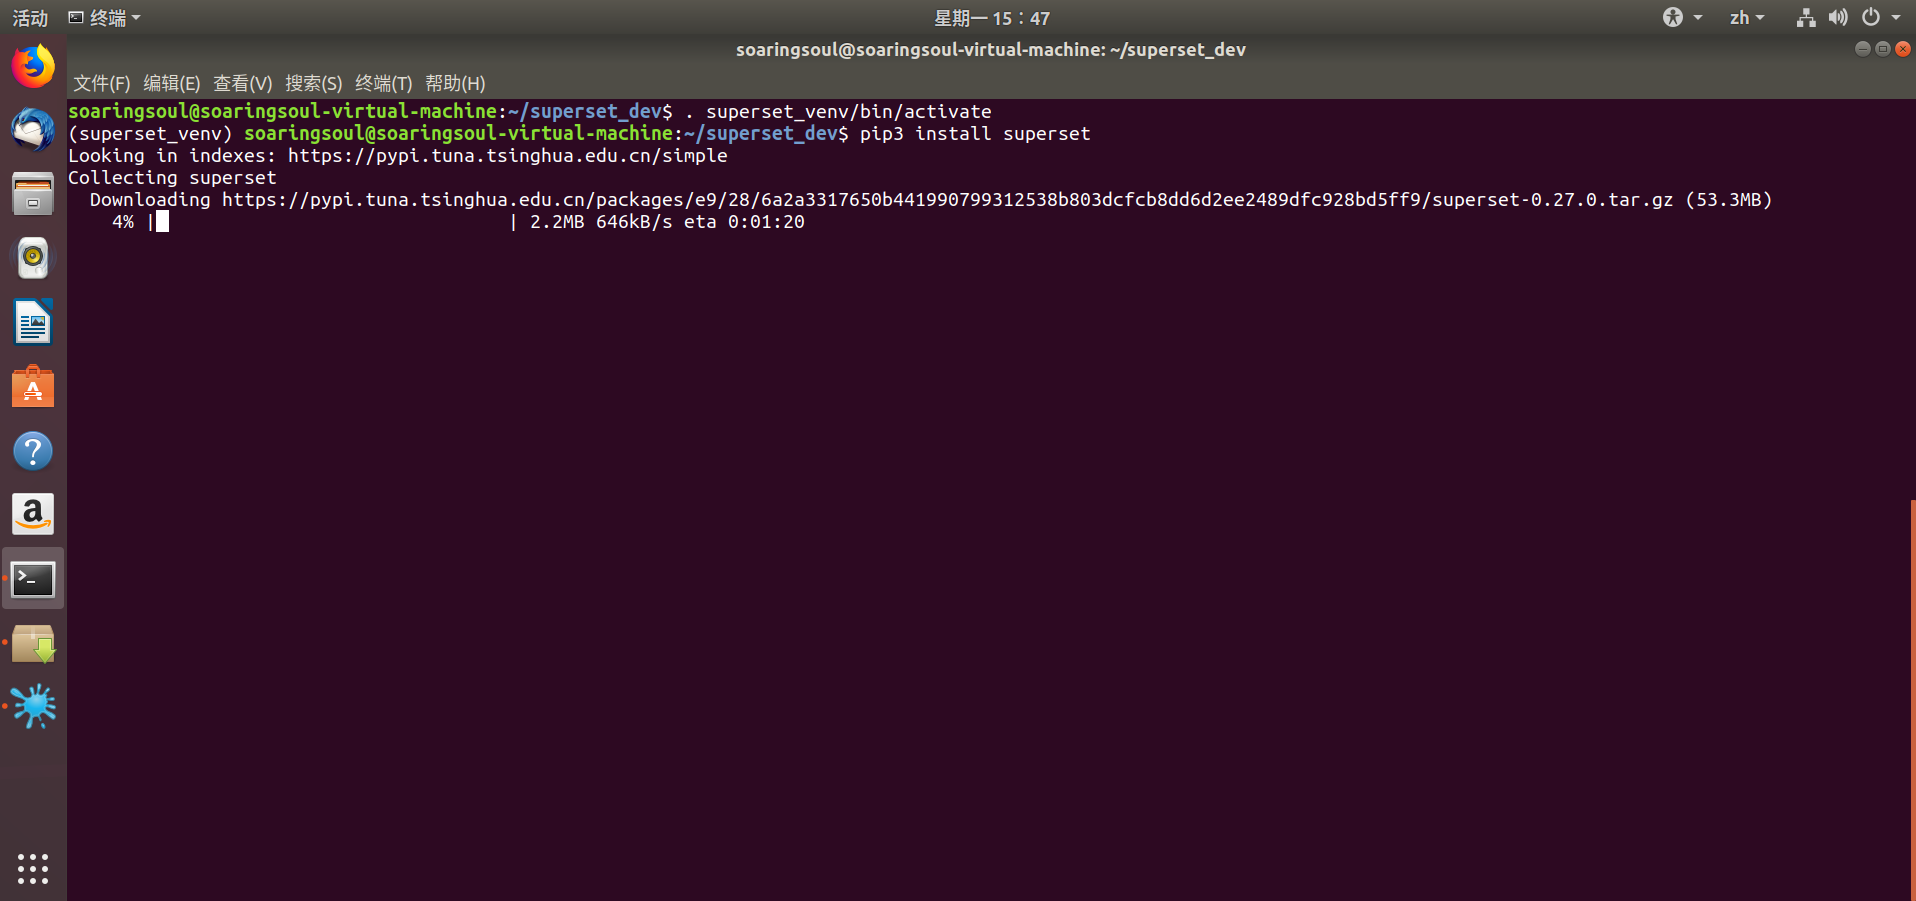 活动 终端 星期一 15：47 zh
soaringsoul@soaringsoul-virtual-machine: ~/superset_dev
文件(F) 编辑(E) 查看(V) 搜索(S) 终端(T) 帮助(H)
soaringsoul@soaringsoul-virtual-machine:~/superset_dev$ . superset_venv/bin/activate
(superset_venv) soaringsoul@soaringsoul-virtual-machine:~/superset_dev$ pip3 install superset
Looking in indexes: https://pypi.tuna.tsinghua.edu.cn/simple
Collecting superset
  Downloading https://pypi.tuna.tsinghua.edu.cn/packages/e9/28/6a2a3317650b441990799312538b803dcfcb8dd6d2ee2489dfc928bd5ff9/superset-0.27.0.tar.gz (53.3MB)
    4% |█                               | 2.2MB 646kB/s eta 0:01:20